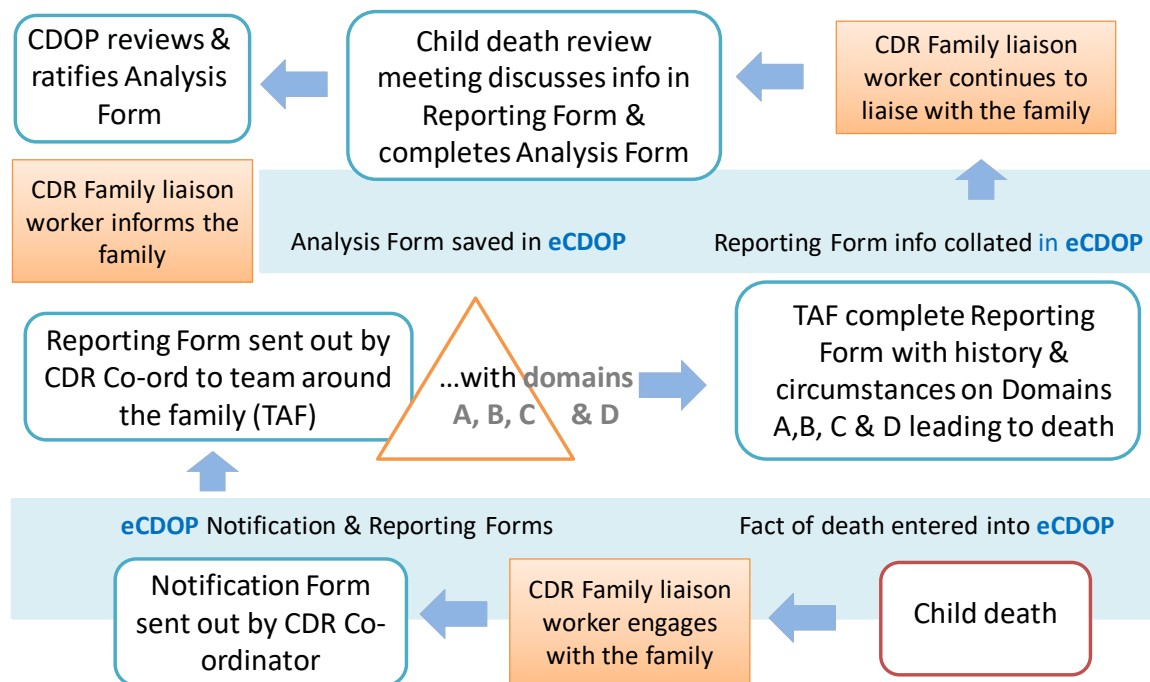 CDOP reviews &
ratifies Analysis
Form
Child death review
meeting discusses info in
Reporting Form &
completes Analysis Form
CDR Family liaison
worker continues to
liaise with the family
CDR Family liaison
worker informs the
family
Analysis Form saved in eCDOP
Reporting Form info collated in eCDOP
Reporting Form sent out by
CDR Co-ord to team around
the family (TAF)
...with domains
A, B, C & D
TAF complete Reporting
Form with history &
circumstances on Domains
A,B, C & D leading to death
eCDOP Notification & Reporting Forms
Fact of death entered into eCDOP
Notification Form
sent out by CDR Co-
ordinator
CDR Family liaison
worker engages
with the family
Child death